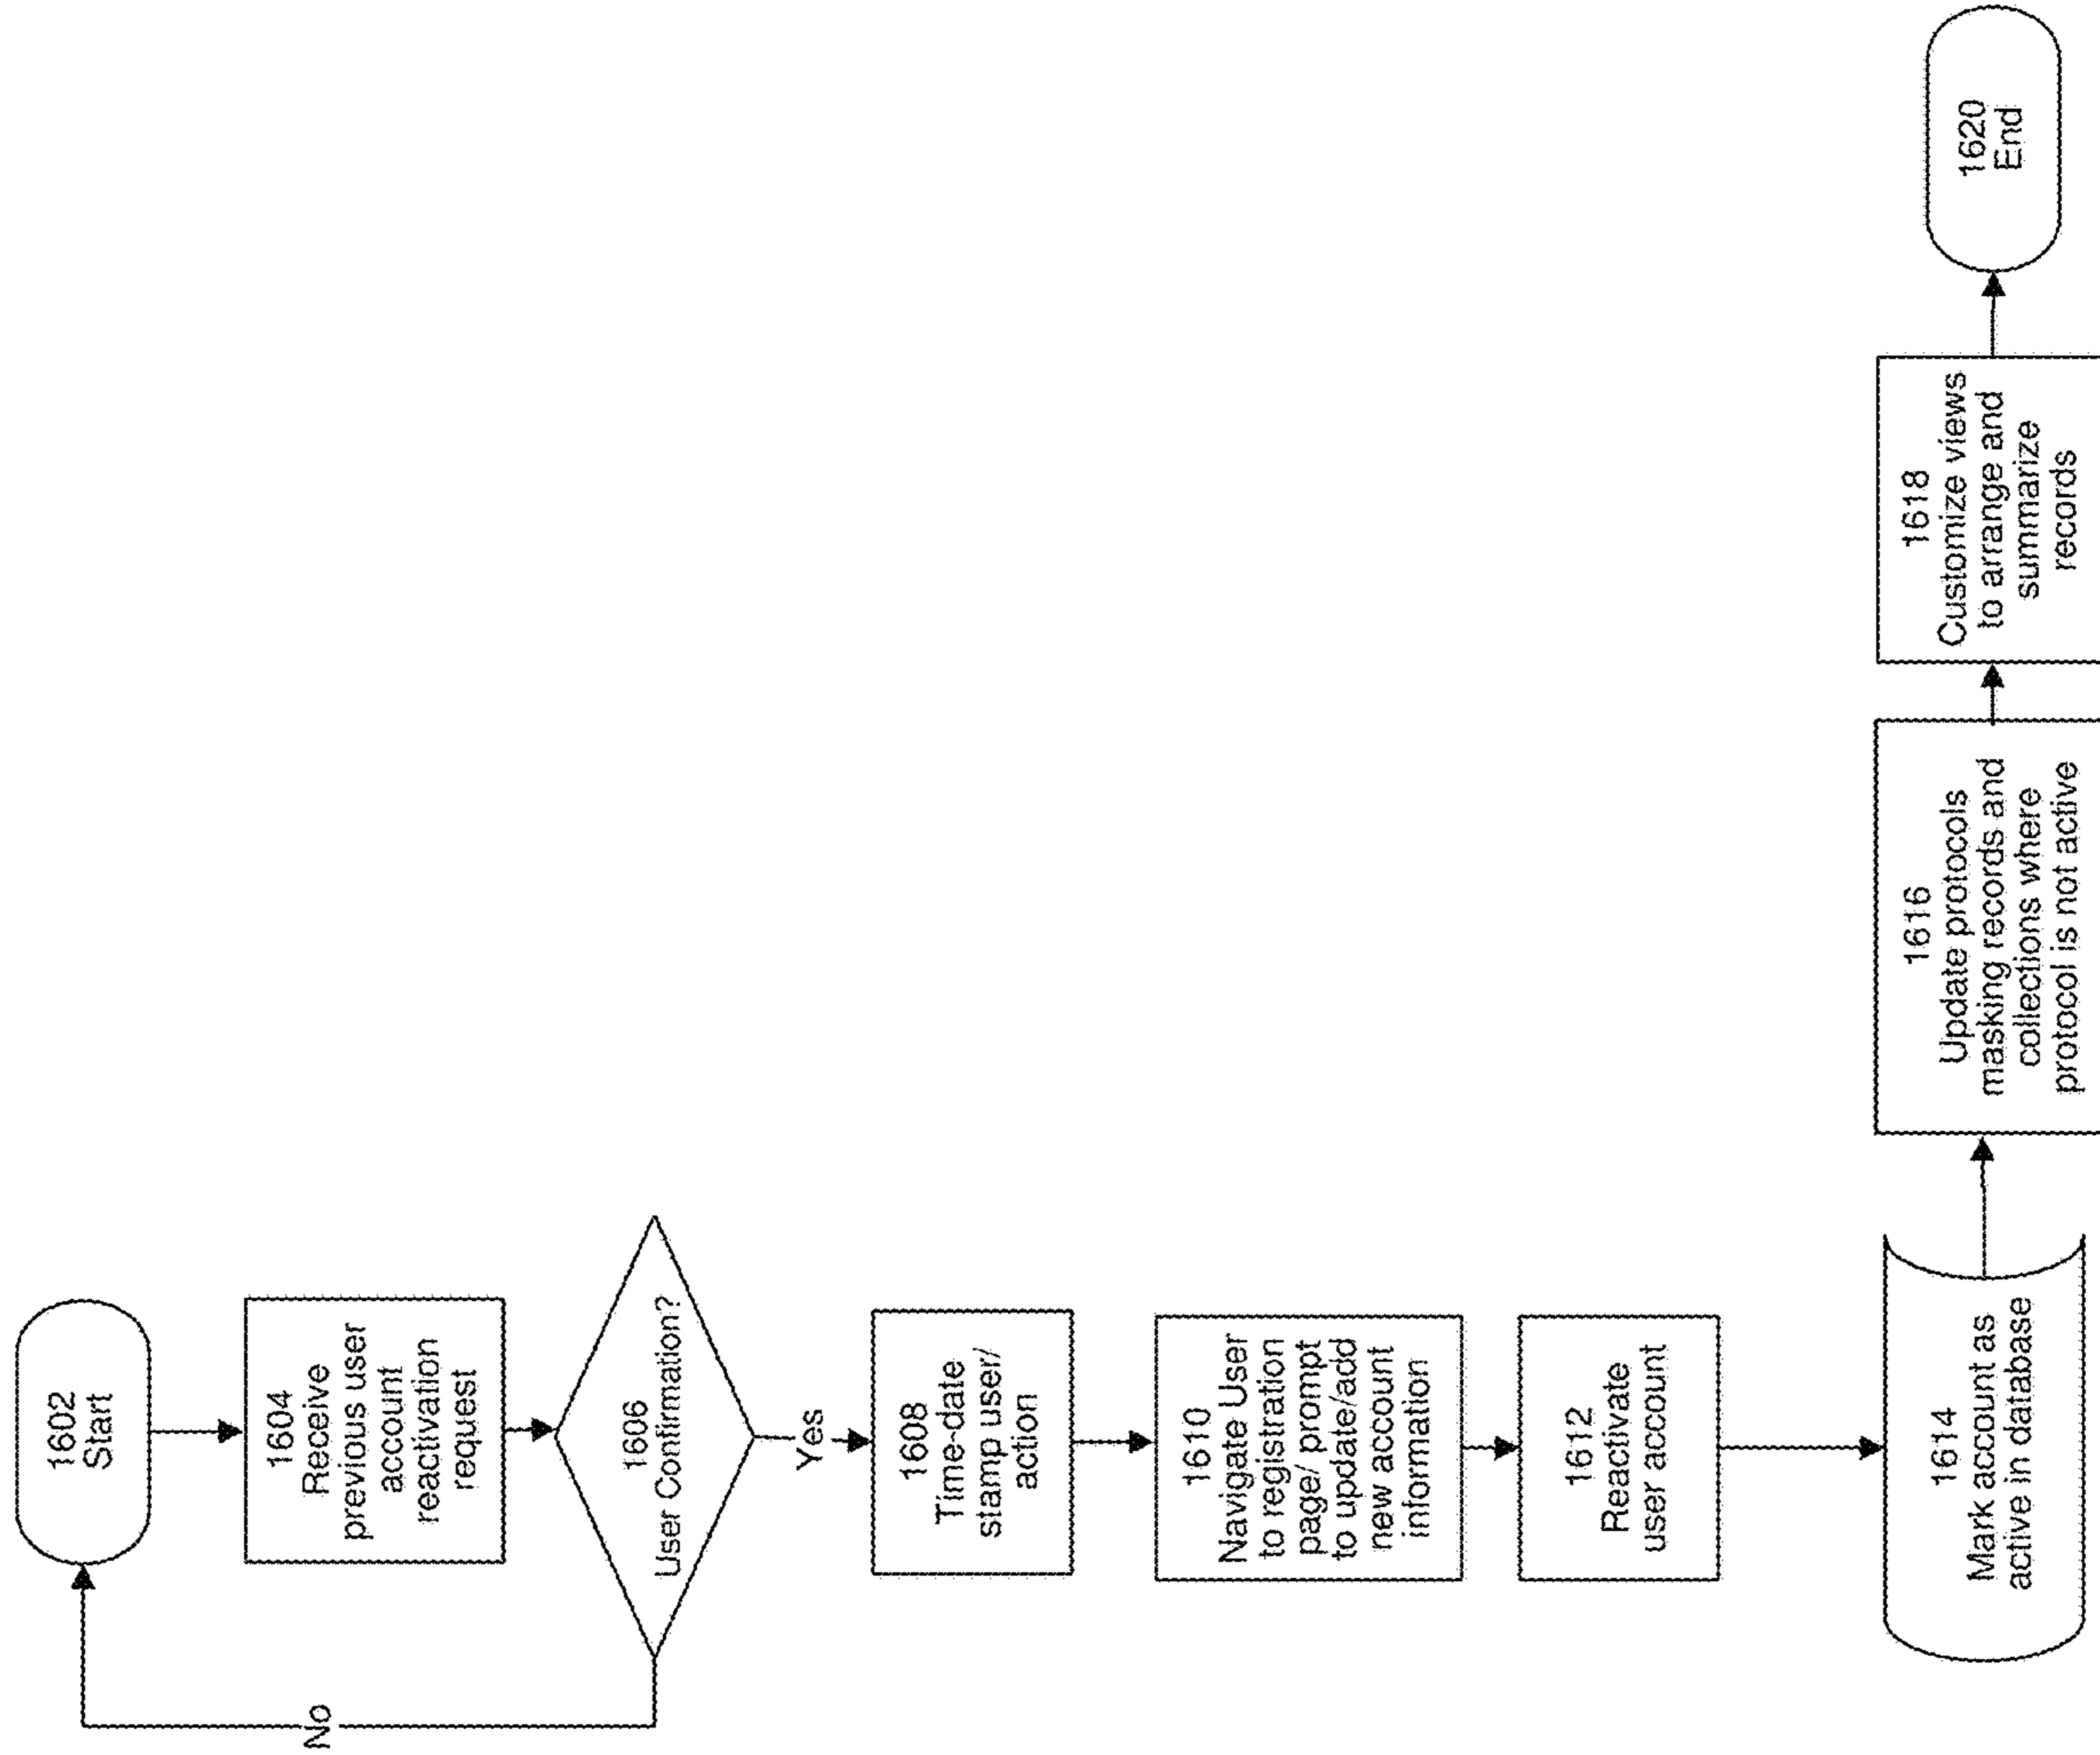 1602
Start
No
1604
Receive
previous user
account
reactivation
request
1606
User Confirmation?
Yes
1608
Time-date
stamp user/
action
1610
Navigate User
to registration
page/ prompt
to update/add
new account
information
1612
Reactivate
user account
1614
Mark account as
active in database
1616
Update protocols
masking records and
collections where
protocol is not active
1618
Customize views
to arrange and
summarize
records
1620
End